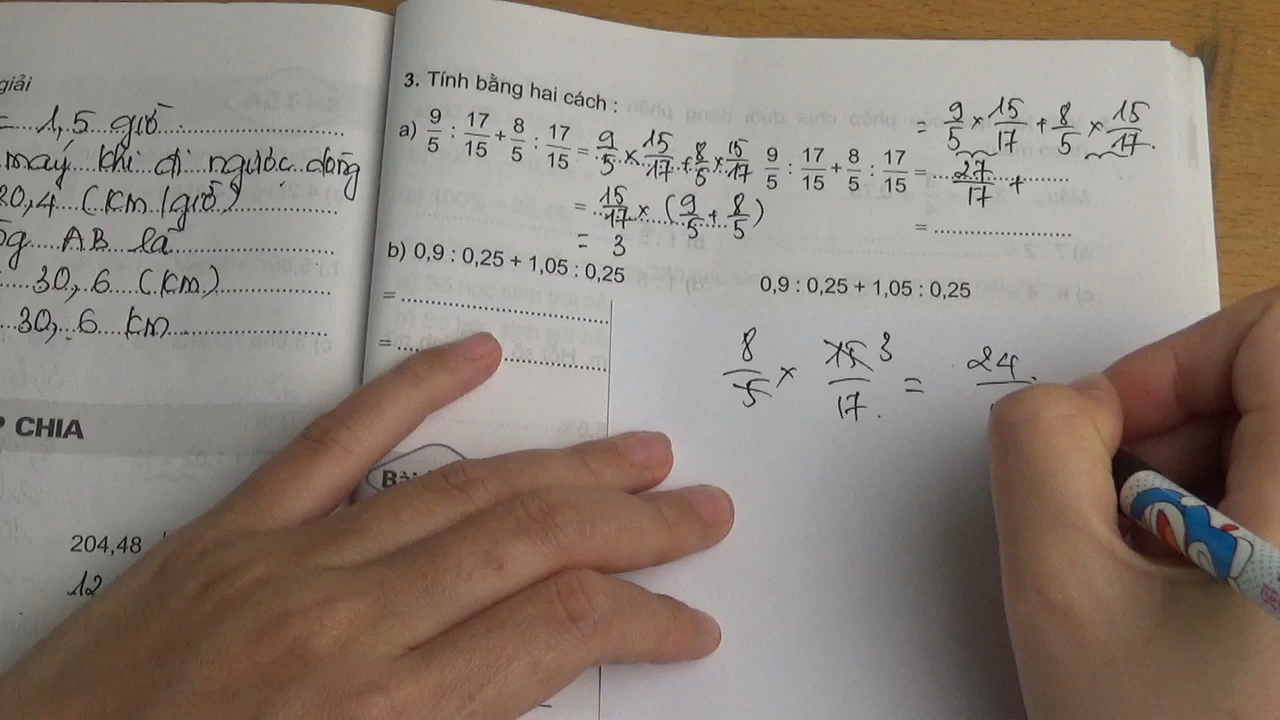 giải
= 1,5 giờ
máy khi đi ngược dòng
30,4 (km/giờ)
AB là
30,6 (km)
30,6 km
CHIA
204,48
12
3. Tính bằng hai cách :
a) 9/5 : 17/15 + 8/5 : 17/15 = 9/5 × 15/17 + 8/5 × 15/17
= 15/17 × (9/5 + 8/5)
= 3
9/5 : 17/15 + 8/5 : 17/15 = 27/17 +
= 9/5 × 15/17 + 8/5 × 15/17
=
b) 0,9 : 0,25 + 1,05 : 0,25
=
=
0,9 : 0,25 + 1,05 : 0,25
8/5 × 15/17 3 = 24
Bài